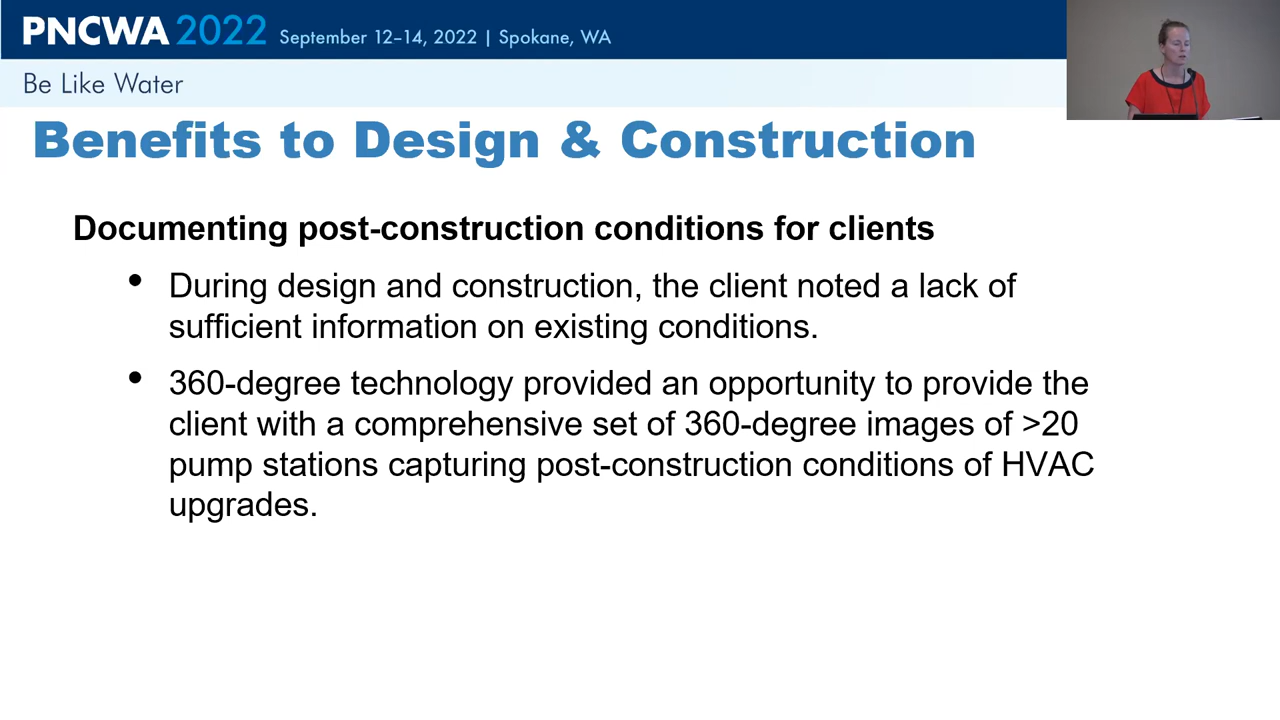 PNCWA 2022 September 12–14, 2022 | Spokane, WA
Be Like Water
Benefits to Design & Construction
Documenting post-construction conditions for clients
• During design and construction, the client noted a lack of
sufficient information on existing conditions.
• 360-degree technology provided an opportunity to provide the
client with a comprehensive set of 360-degree images of >20
pump stations capturing post-construction conditions of HVAC
upgrades.